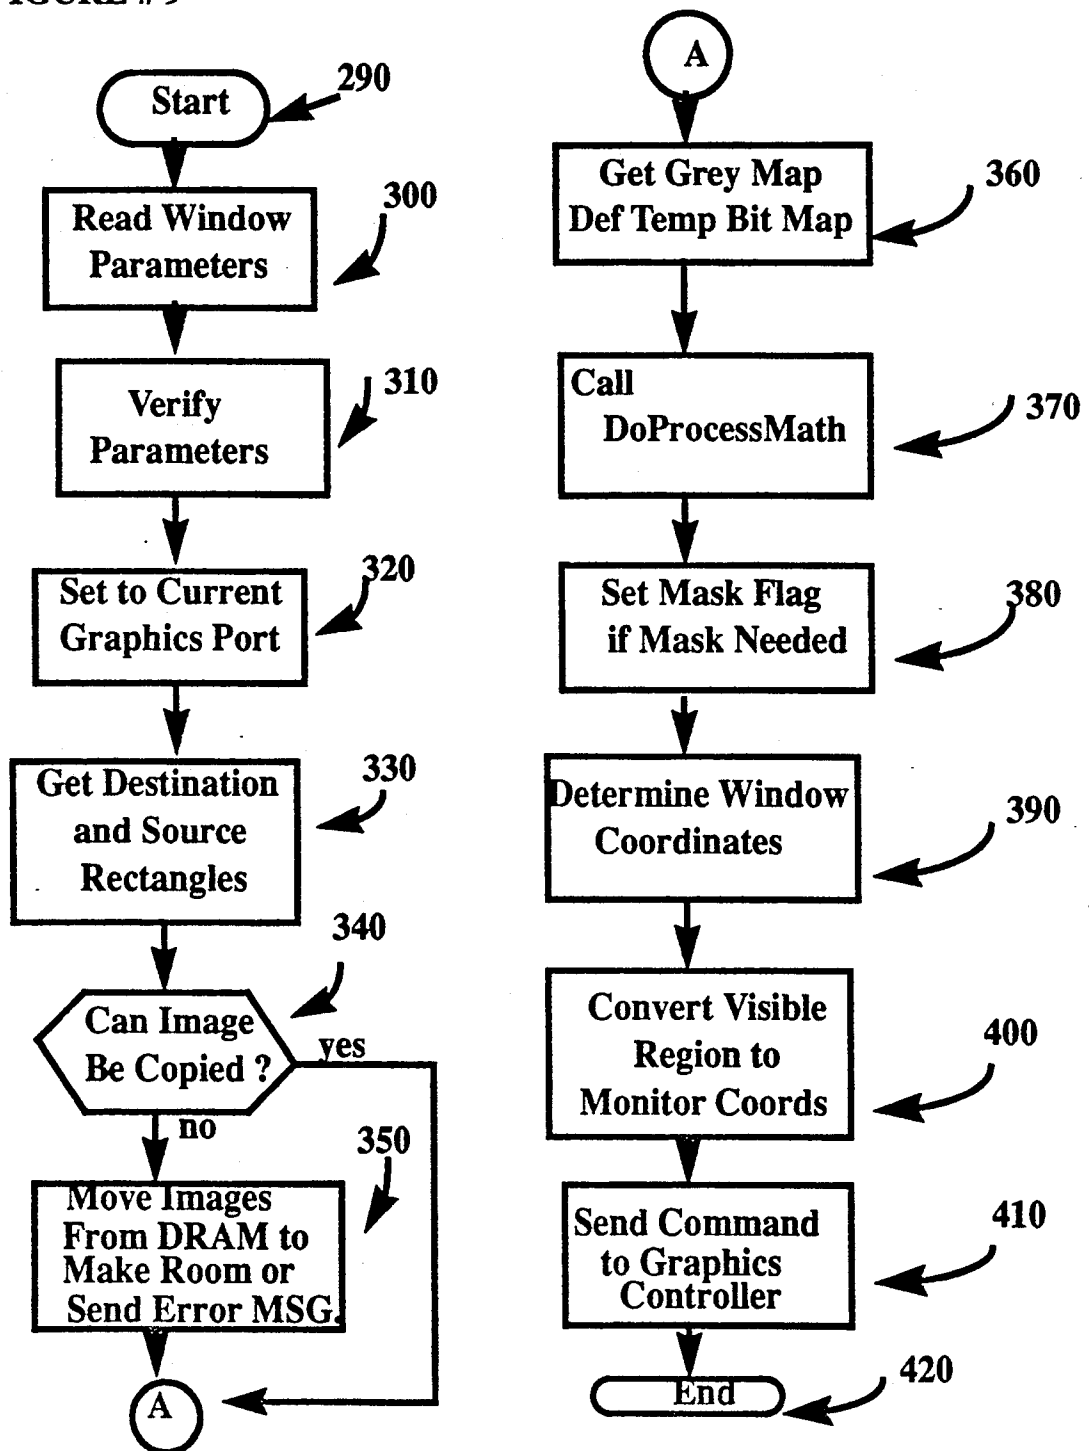 Start
290
Read Window
Parameters
300
Verify
Parameters
310
Set to Current
Graphics Port
320
Get Destination
and Source
Rectangles
330
Can Image
Be Copied ?
340
yes
no
Move Images
From DRAM to
Make Room or
Send Error MSG.
350
A
A
Get Grey Map
Def Temp Bit Map
360
Call
DoProcessMath
370
Set Mask Flag
if Mask Needed
380
Determine Window
Coordinates
390
Convert Visible
Region to
Monitor Coords
400
Send Command
to Graphics
Controller
410
End
420